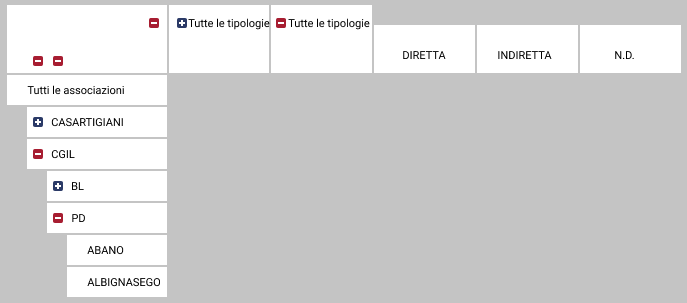 Tutte le tipologie Tutte le tipologie
DIRETTA INDIRETTA N.D.
Tutti le associazioni
CASARTIGIANI
CGIL
BL
PD
ABANO
ALBIGNASEGO